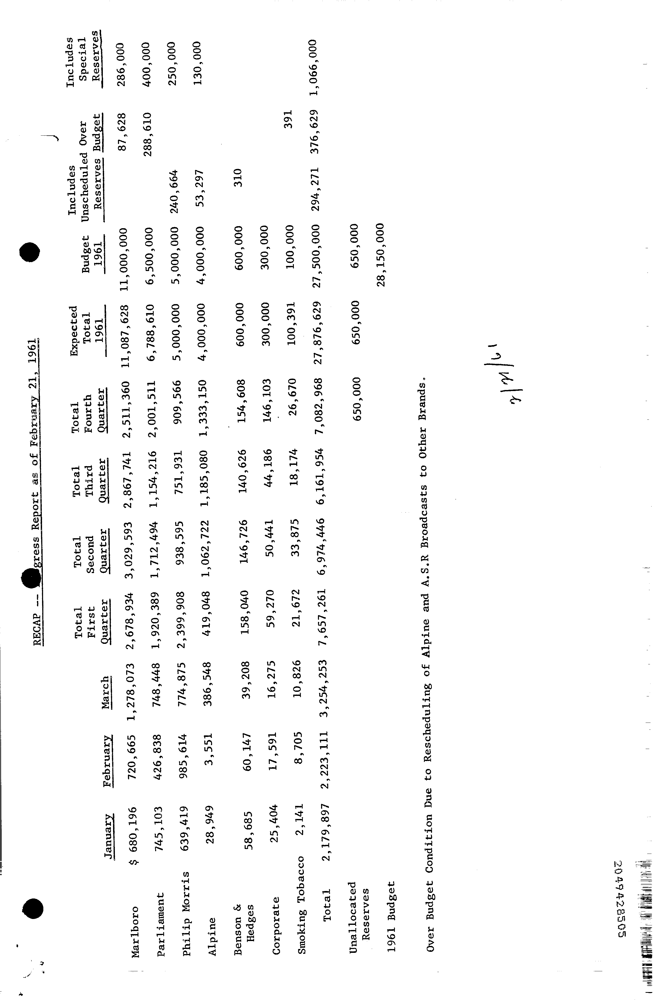 RECAP -- gress Report as of February 21, 1961
January February March Total First Quarter Total Second Quarter Total Third Quarter Total Fourth Quarter Expected Total 1961 Budget 1961 Includes Unscheduled Reserves Over Budget Includes Special Reserves
Marlboro $ 680,196 720,665 1,278,073 2,678,934 3,029,593 2,867,741 2,511,360 11,087,628 11,000,000 87,628 286,000
Parliament 745,103 426,838 748,448 1,920,389 1,712,494 1,154,216 2,001,511 6,788,610 6,500,000 288,610 400,000
Philip Morris 639,419 985,614 774,875 2,399,908 938,595 751,931 909,566 5,000,000 5,000,000 240,664 250,000
Alpine 28,949 3,551 386,548 419,048 1,062,722 1,185,080 1,333,150 4,000,000 4,000,000 53,297 130,000
Benson &
Hedges 58,685 60,147 39,208 158,040 146,726 140,626 154,608 600,000 600,000 310
Corporate 25,404 17,591 16,275 59,270 50,441 44,186 146,103 300,000 300,000
Smoking Tobacco 2,141 8,705 10,826 21,672 33,875 18,174 26,670 100,391 100,000 391
Total 2,179,897 2,223,111 3,254,253 7,657,261 6,974,446 6,161,954 7,082,968 27,876,629 27,500,000 294,271 376,629 1,066,000
Unallocated
Reserves 650,000 650,000 650,000
1961 Budget 28,150,000
Over Budget Condition Due to Rescheduling of Alpine and A.S.R Broadcasts to Other Brands.
2/21/61
2049428505